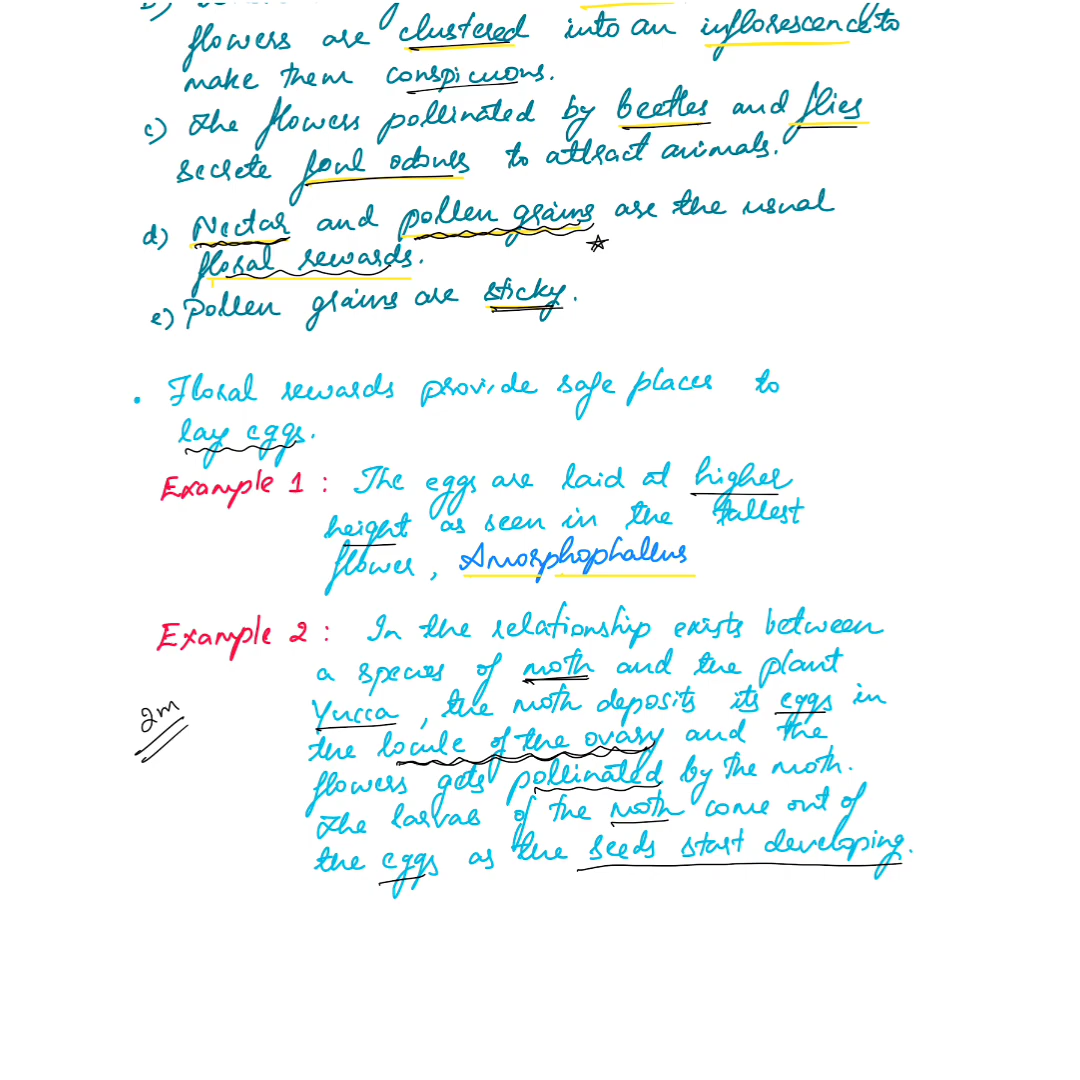 flowers are clustered into an inflorescence to
make them conspicuous.
c) The flowers pollinated by beetles and flies
secrete foul odours to attract animals.
d) Nectar and pollen grains are the usual
floral rewards.
e) Pollen grains are sticky.
. Floral rewards provide safe places to
lay eggs.
Example 1 : The eggs are laid at higher
height as seen in the tallest
flower, Amorphophallus
Example 2 : In the relationship exists between
a species of moth and the plant
Yucca, the moth deposits its eggs in
2m
the locule of the ovary and the
flowers gets pollinated by the moth.
The larvae of the moth come out of
the eggs as the seeds start developing.